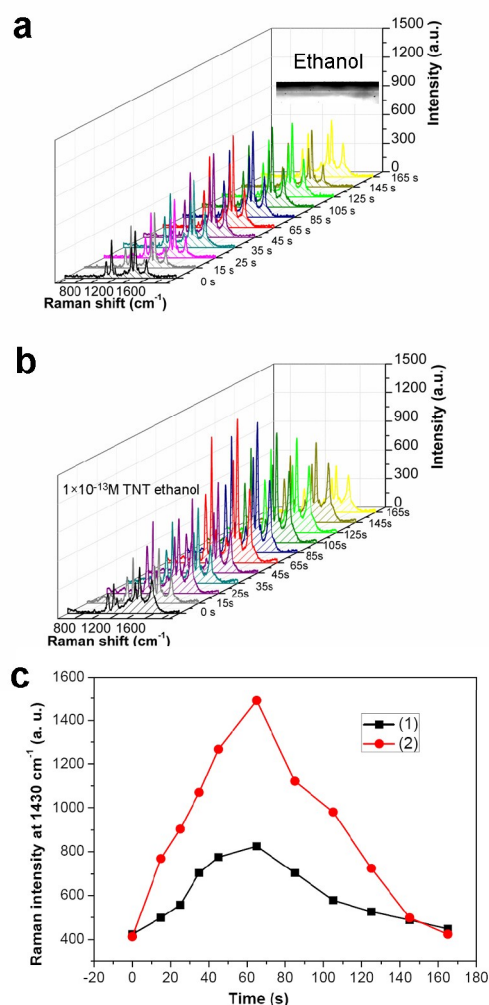 a
Ethanol
1500
1200
900
600
300
0
Intensity (a.u.)
165 s
145 s
125 s
105 s
85 s
65 s
45 s
35 s
25 s
15 s
0 s
800 1200 1600
Raman shift (cm-1)
b
1×10-13M TNT ethanol
1500
1200
900
600
300
0
Intensity (a.u.)
165s
145s
125s
105s
85s
65s
45s
35s
25s
15s
0s
800 1200 1600
Raman shift (cm-1)
c
1600
1400
1200
1000
800
600
400
Raman intensity at 1430 cm-1 (a. u.)
(1)
(2)
-20 0 20 40 60 80 100 120 140 160 180
Time (s)